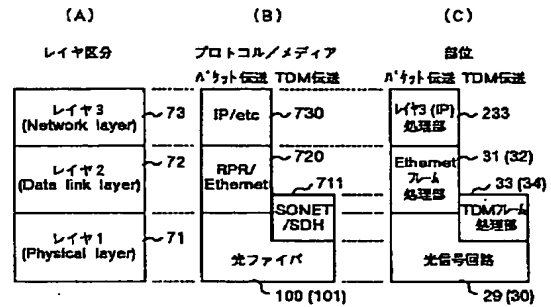 (A)
(B)
(C)
レイヤ区分
プロトコル/メディア
部位
パケット伝送 TDM伝送
パケット伝送 TDM伝送
レイヤ3
(Network layer)
73
IP/etc
730
レイヤ3 (IP)
処理部
233
レイヤ2
(Data link layer)
72
RPR/
Ethernet
720
711
SONET
/SDH
Ethernet
フレーム
処理部
31 (32)
33 (34)
TDMフレーム
処理部
レイヤ1
(Physical layer)
71
光ファイバ
100 (101)
光信号回路
29 (30)